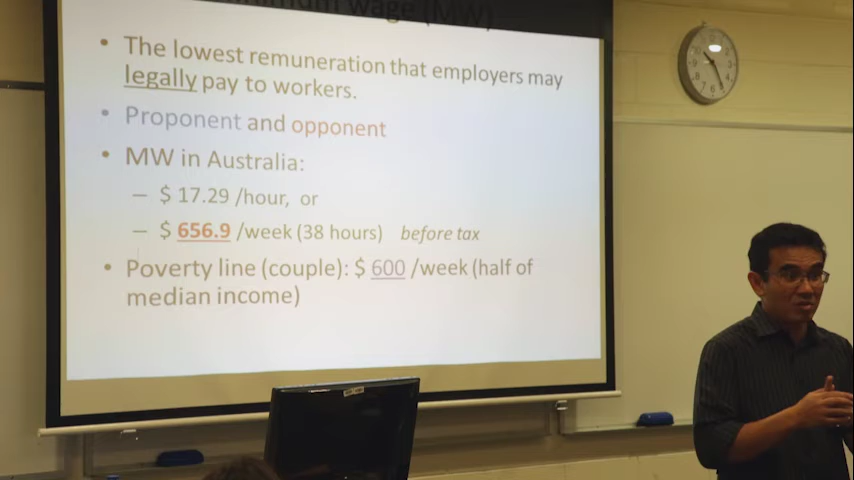 minimum wage (MW)
• The lowest remuneration that employers may
legally pay to workers.
• Proponent and opponent
• MW in Australia:
– $ 17.29 /hour, or
– $ 656.9 /week (38 hours) before tax
• Poverty line (couple): $ 600 /week (half of
median income)